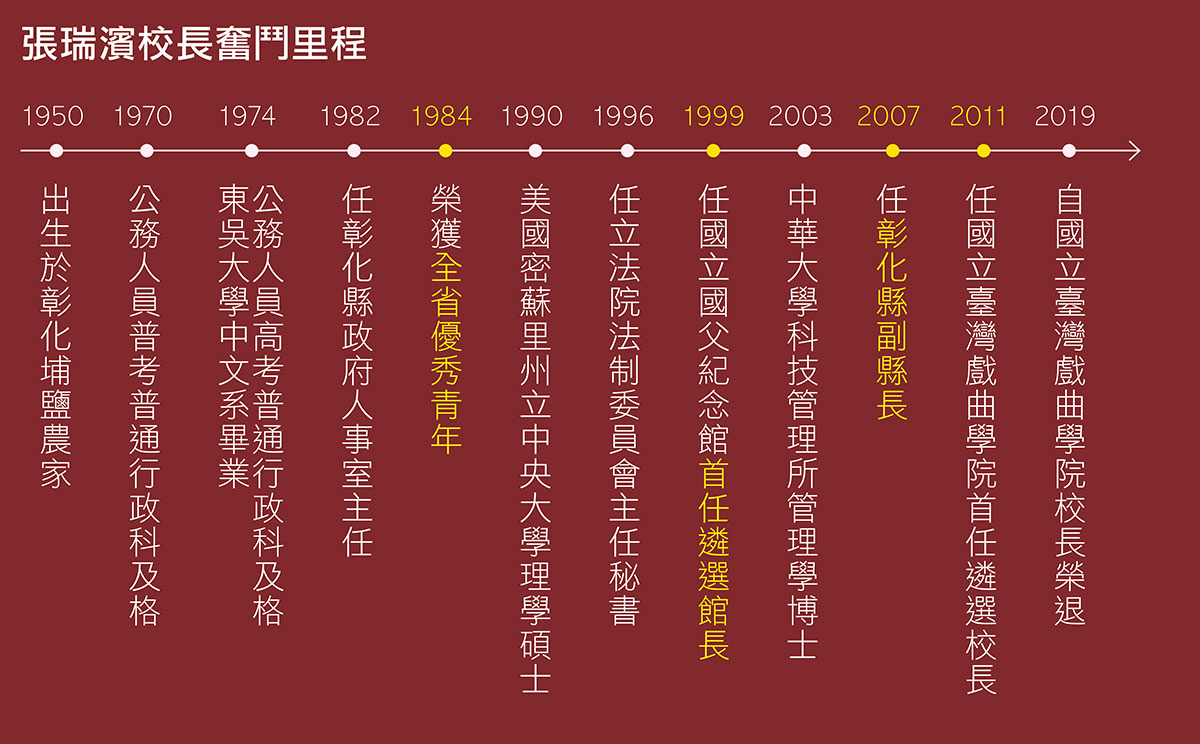 張瑞濱校長奮鬥里程
1950
出生於彰化埔鹽農家
1970
公務人員普考普通行政科及格
1974
公務人員高考普通行政科及格
東吳大學中文系畢業
1982
任彰化縣政府人事室主任
1984
榮獲全省優秀青年
1990
美國密蘇里州立中央大學理學碩士
1996
任立法院法制委員會主任秘書
1999
任國立國父紀念館首任遴選館長
2003
中華大學科技管理所管理學博士
2007
任彰化縣副縣長
2011
任國立臺灣戲曲學院首任遴選校長
2019
自國立臺灣戲曲學院校長榮退